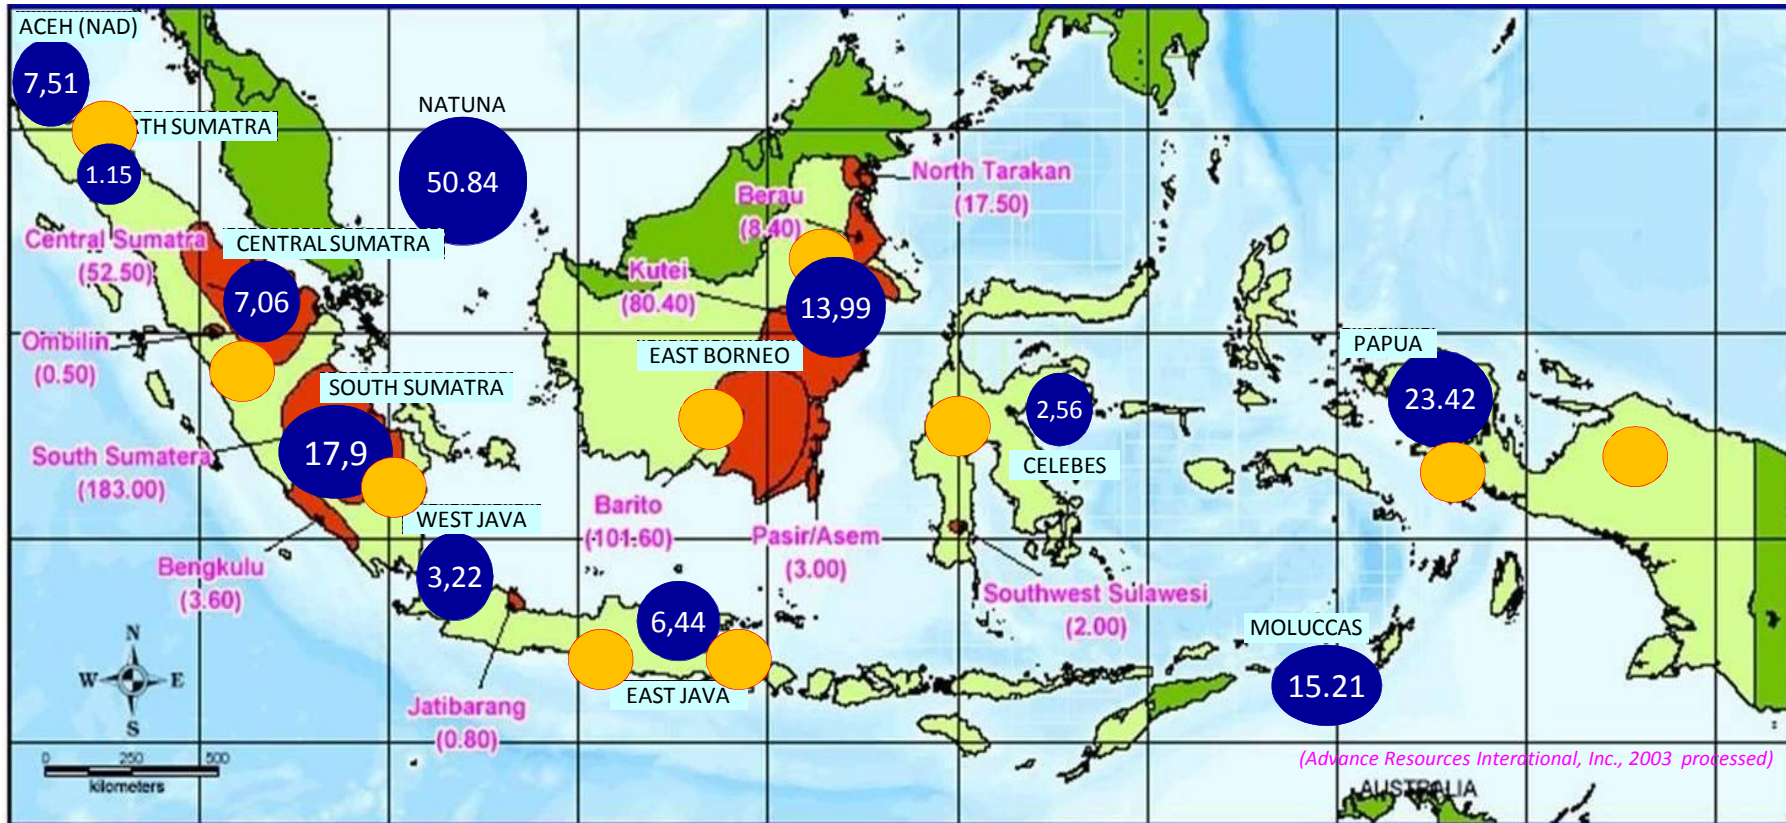 ACEH (NAD)
7,51
RTH SUMATRA
1.15
NATUNA
50.84
North Tarakan
(17.50)
Berau
(8.40)
Central Sumatra
(52.50)
CENTRAL SUMATRA
7,06
Kutei
(80.40)
13,99
Ombilin
(0.50)
EAST BORNEO
PAPUA
23.42
SOUTH SUMATRA
17,9
2,56
CELEBES
South Sumatera
(183.00)
WEST JAVA
3,22
Barito
(101.60)
Pasir/Asem
(3.00)
Bengkulu
(3.60)
Southwest Sulawesi
(2.00)
6,44
EAST JAVA
MOLUCCAS
15.21
N
W
E
S
Jatibarang
(0.80)
0 250 500
kilometers
(Advance Resources Interational, Inc., 2003 processed)
AUSTRALIA